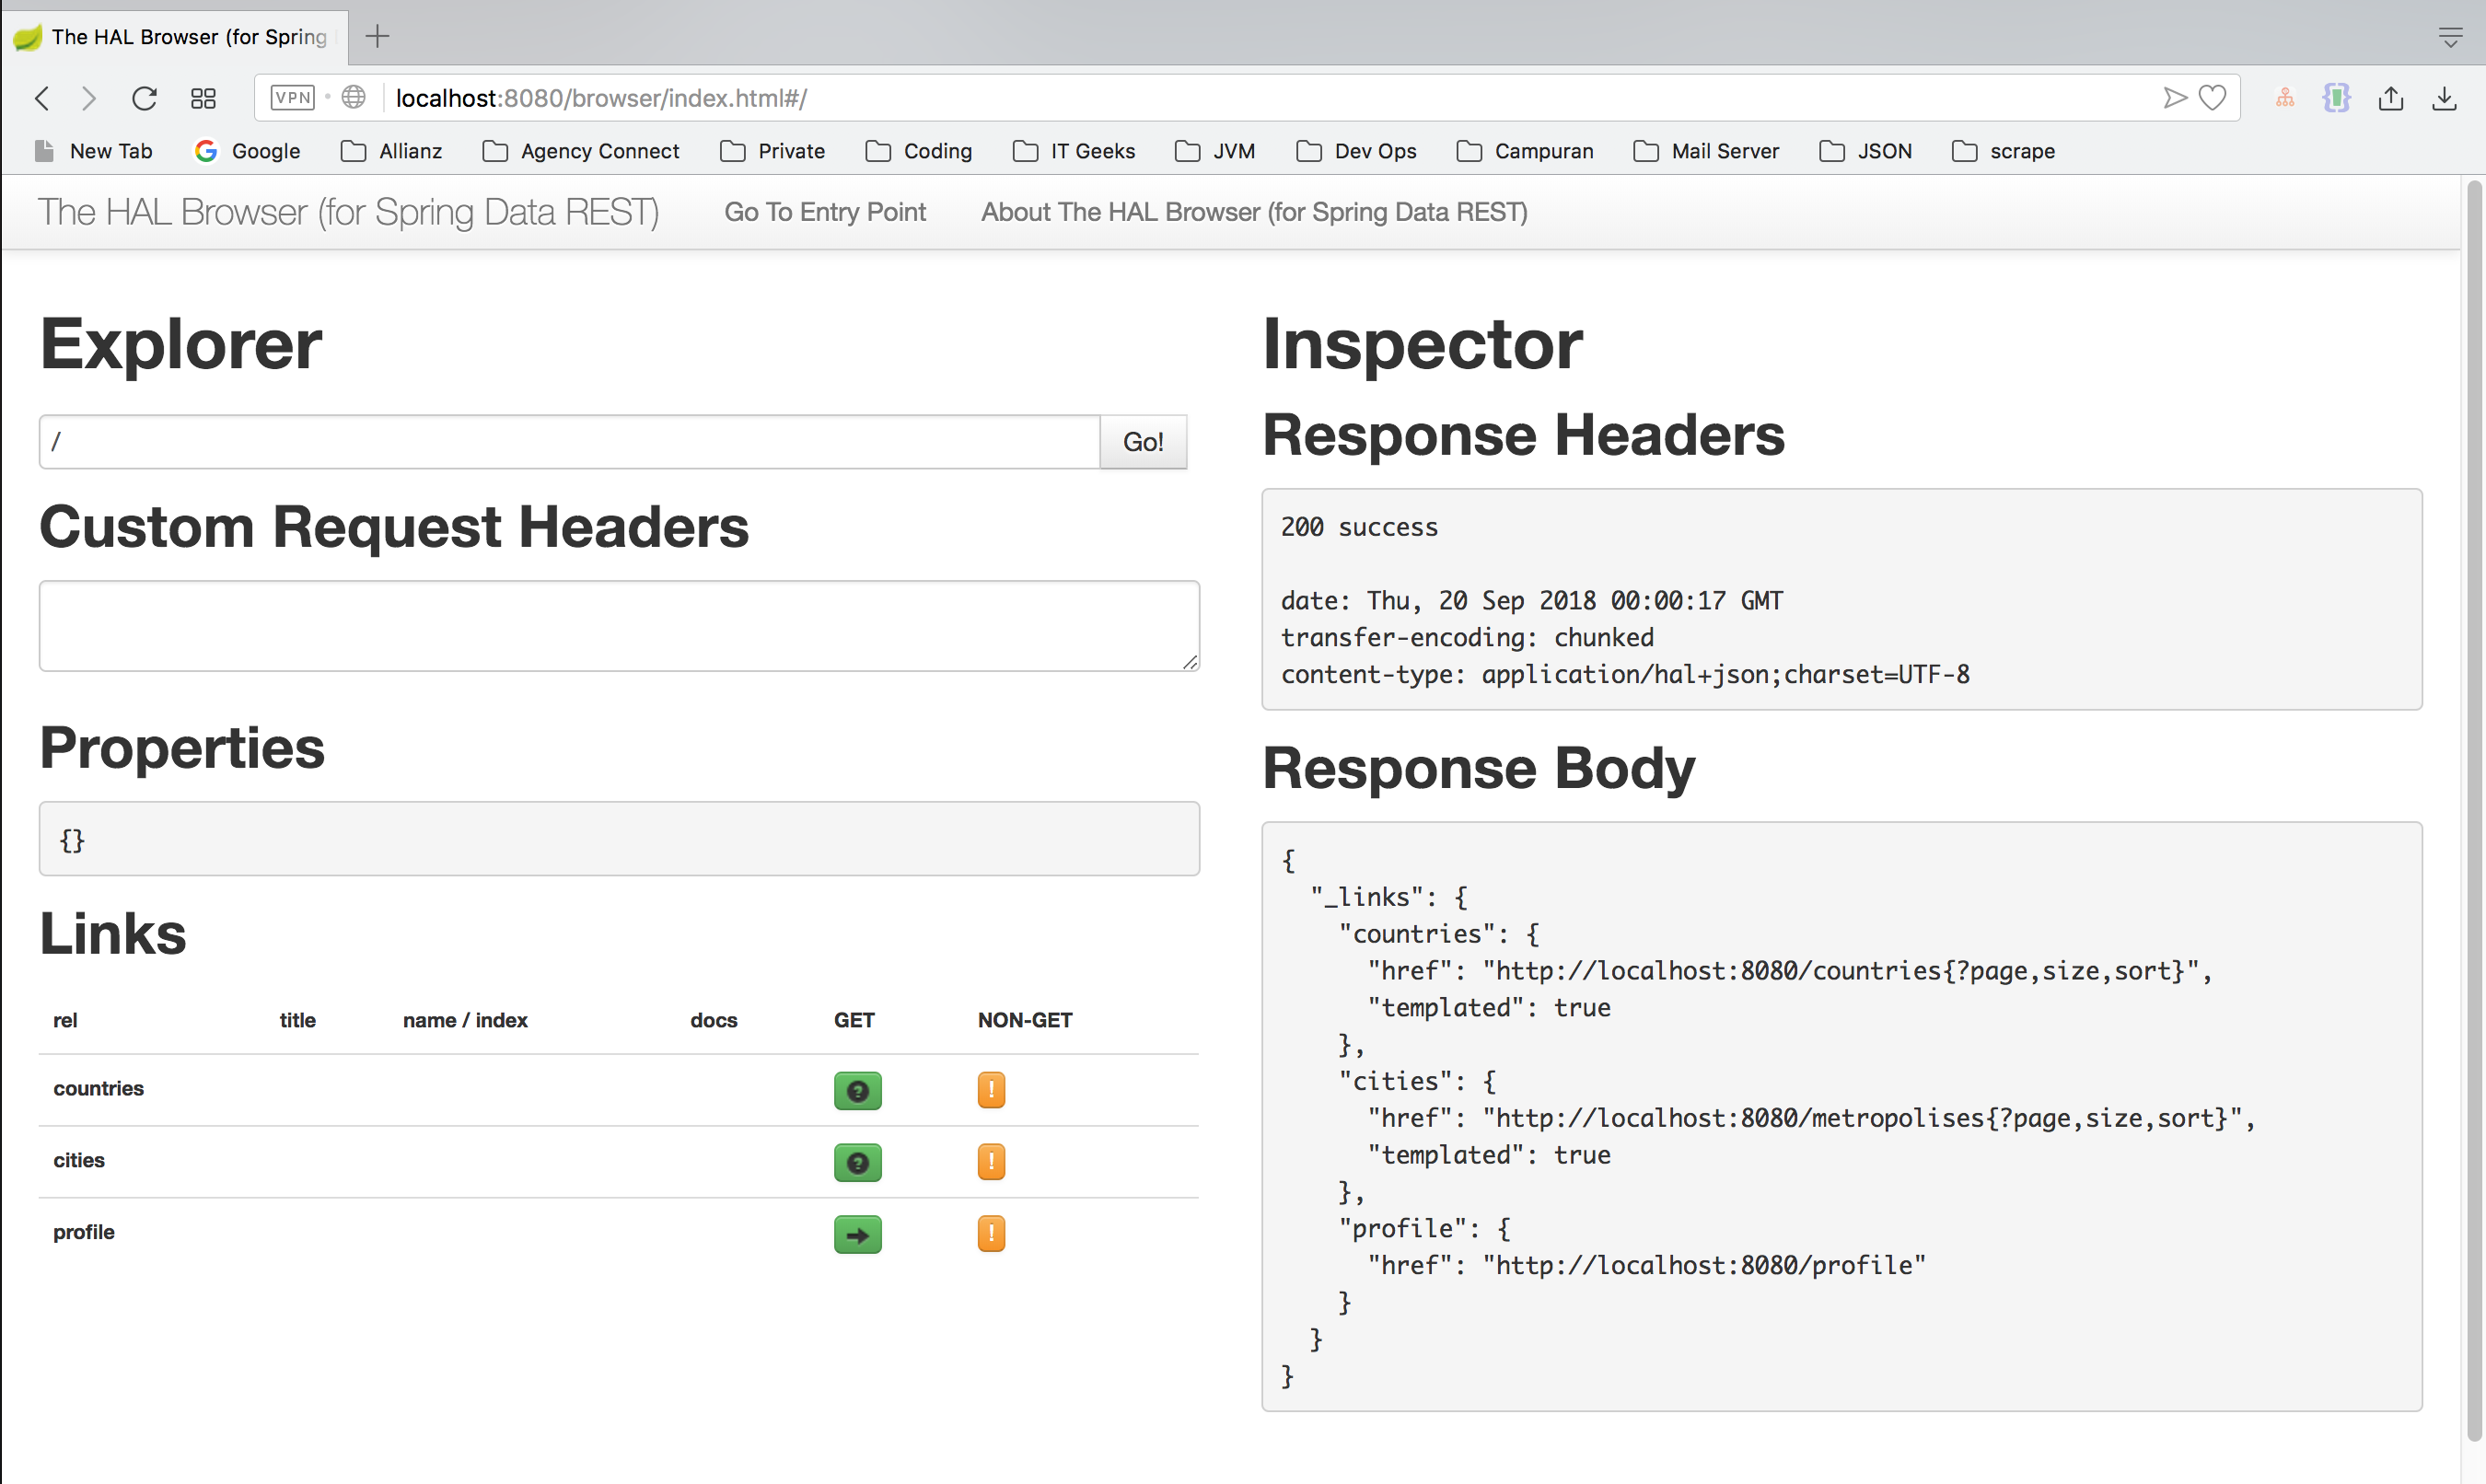 The HAL Browser (for Spring
VPN
localhost:8080/browser/index.html#/
New Tab Google Allianz Agency Connect Private Coding IT Geeks JVM Dev Ops Campuran Mail Server JSON scrape
The HAL Browser (for Spring Data REST) Go To Entry Point About The HAL Browser (for Spring Data REST)
Explorer
/ Go!
Custom Request Headers
Properties
{}
Links
rel title name / index docs GET NON-GET
countries ? !
cities ? !
profile !
Inspector
Response Headers
200 success
date: Thu, 20 Sep 2018 00:00:17 GMT
transfer-encoding: chunked
content-type: application/hal+json;charset=UTF-8
Response Body
{
  "_links": {
    "countries": {
      "href": "http://localhost:8080/countries{?page,size,sort}",
      "templated": true
    },
    "cities": {
      "href": "http://localhost:8080/metropolises{?page,size,sort}",
      "templated": true
    },
    "profile": {
      "href": "http://localhost:8080/profile"
    }
  }
}